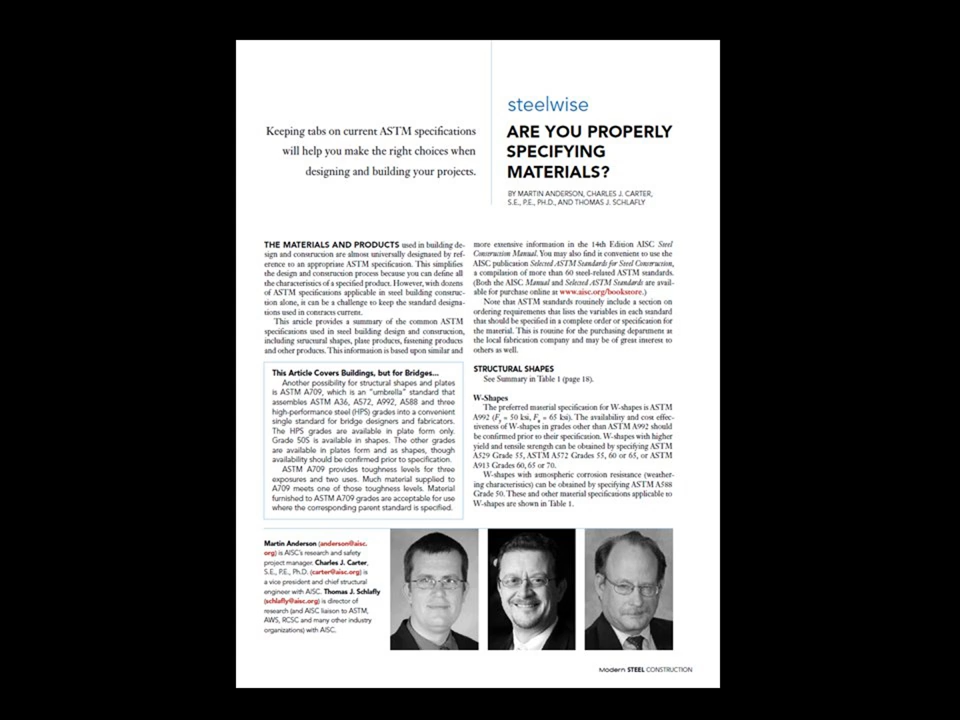 steelwise
Keeping tabs on current ASTM specifications
will help you make the right choices when
designing and building your projects.
ARE YOU PROPERLY
SPECIFYING
MATERIALS?
BY MARTIN ANDERSON, CHARLES J. CARTER,
S.E., P.E., PH.D., AND THOMAS J. SCHLAFLY
THE MATERIALS AND PRODUCTS used in building de-
sign and construction are almost universally designated by ref-
erence to an appropriate ASTM specification. This simplifies
the design and construction process because you can define all
the characteristics of a specified product. However, with dozens
of ASTM specifications applicable in steel building construc-
tion alone, it can be a challenge to keep the standard designa-
tions used in contracts current.
This article provides a summary of the common ASTM
specifications used in steel building design and construction,
including structural shapes, plate products, fastening products
and other products. This information is based upon similar and
This Article Covers Buildings, but for Bridges...
Another possibility for structural shapes and plates
is ASTM A709, which is an "umbrella" standard that
assembles ASTM A36, A572, A992, A588 and three
high-performance steel (HPS) grades into a convenient
single standard for bridge designers and fabricators.
The HPS grades are available in plate form only.
Grade 50S is available in shapes. The other grades
are available in plates form and as shapes, though
availability should be confirmed prior to specification.
ASTM A709 provides toughness levels for three
exposures and two uses. Much material supplied to
A709 meets one of those toughness levels. Material
furnished to ASTM A709 grades are acceptable for use
where the corresponding parent standard is specified.
more extensive information in the 14th Edition AISC Steel
Construction Manual. You may also find it convenient to use the
AISC publication Selected ASTM Standards for Steel Construction,
a compilation of more than 60 steel-related ASTM standards.
(Both the AISC Manual and Selected ASTM Standards are avail-
able for purchase online at www.aisc.org/bookstore.)
Note that ASTM standards routinely include a section on
ordering requirements that lists the variables in each standard
that should be specified in a complete order or specification for
the material. This is routine for the purchasing department at
the local fabrication company and may be of great interest to
others as well.
STRUCTURAL SHAPES
See Summary in Table 1 (page 18).
W-Shapes
The preferred material specification for W-shapes is ASTM
A992 (Fy = 50 ksi, Fu = 65 ksi). The availability and cost effec-
tiveness of W-shapes in grades other than ASTM A992 should
be confirmed prior to their specification. W-shapes with higher
yield and tensile strength can be obtained by specifying ASTM
A529 Grade 55, ASTM A572 Grades 55, 60 or 65, or ASTM
A913 Grades 60, 65 or 70.
W-shapes with atmospheric corrosion resistance (weather-
ing characteristics) can be obtained by specifying ASTM A588
Grade 50. These and other material specifications applicable to
W-shapes are shown in Table 1.
Martin Anderson (anderson@aisc.
org) is AISC's research and safety
project manager. Charles J. Carter,
S.E., P.E., Ph.D. (carter@aisc.org) is
a vice president and chief structural
engineer with AISC. Thomas J. Schlafly
(schlafly@aisc.org) is director of
research (and AISC liaison to ASTM,
AWS, RCSC and many other industry
organizations) with AISC.
Modern STEEL CONSTRUCTION